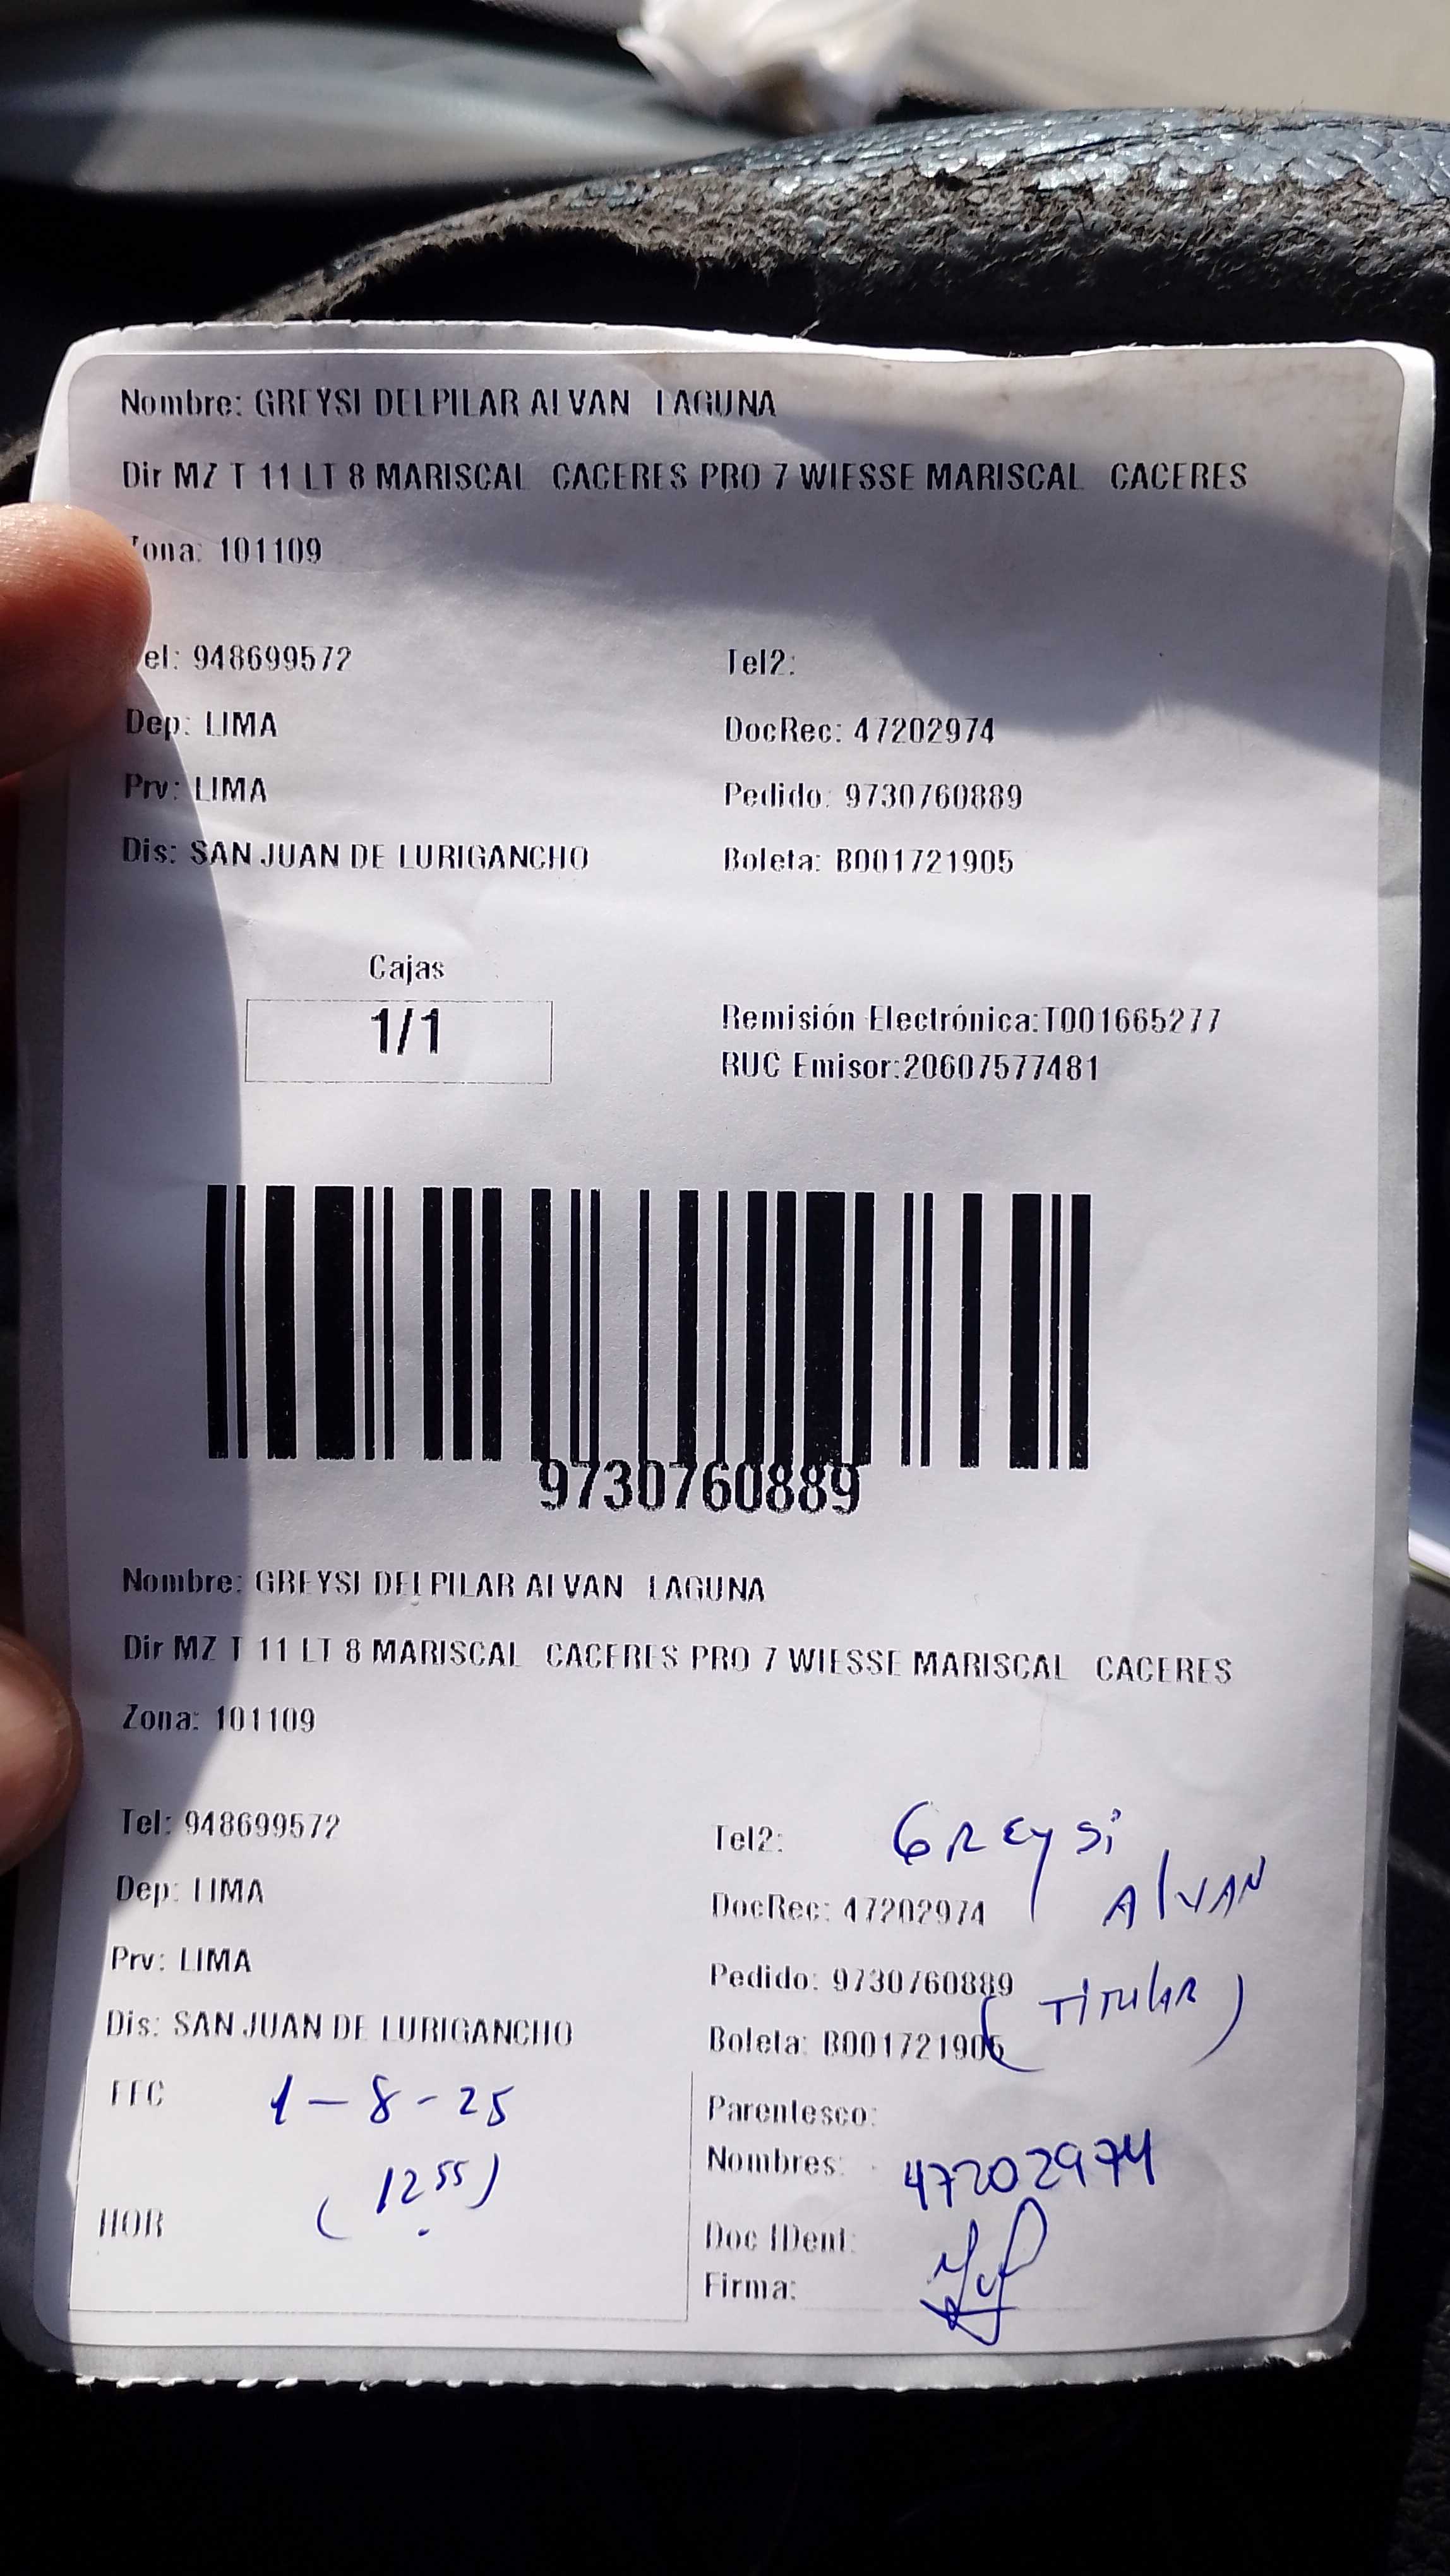 Nombre: GREYSI DELPILAR ALVAN LAGUNA
Dir MZ T 11 LT 8 MARISCAL CACERES PRO 7 WIESSE MARISCAL CACERES
Zona: 101109
Tel: 948699572 Tel2:
Dep: LIMA DocRec: 47202974
Prv: LIMA Pedido: 9730760889
Dis: SAN JUAN DE LURIGANCHO Boleta: B001721905
Cajas
1/1
Remisión Electrónica:T001665277
RUC Emisor:20607577481
9730760889
Nombre: GREYSI DELPILAR ALVAN LAGUNA
Dir MZ T 11 LT 8 MARISCAL CACERES PRO 7 WIESSE MARISCAL CACERES
Zona: 101109
Tel: 948699572 Tel2: Greysi
Dep: LIMA DocRec: 47202974 Alvan
Prv: LIMA Pedido: 9730760889 (Titular)
Dis: SAN JUAN DE LURIGANCHO Boleta: B001721905
FEC 1-8-25 Parentesco:
Nombres: 47202974
HOR (12 55) Doc IDent:
Firma: